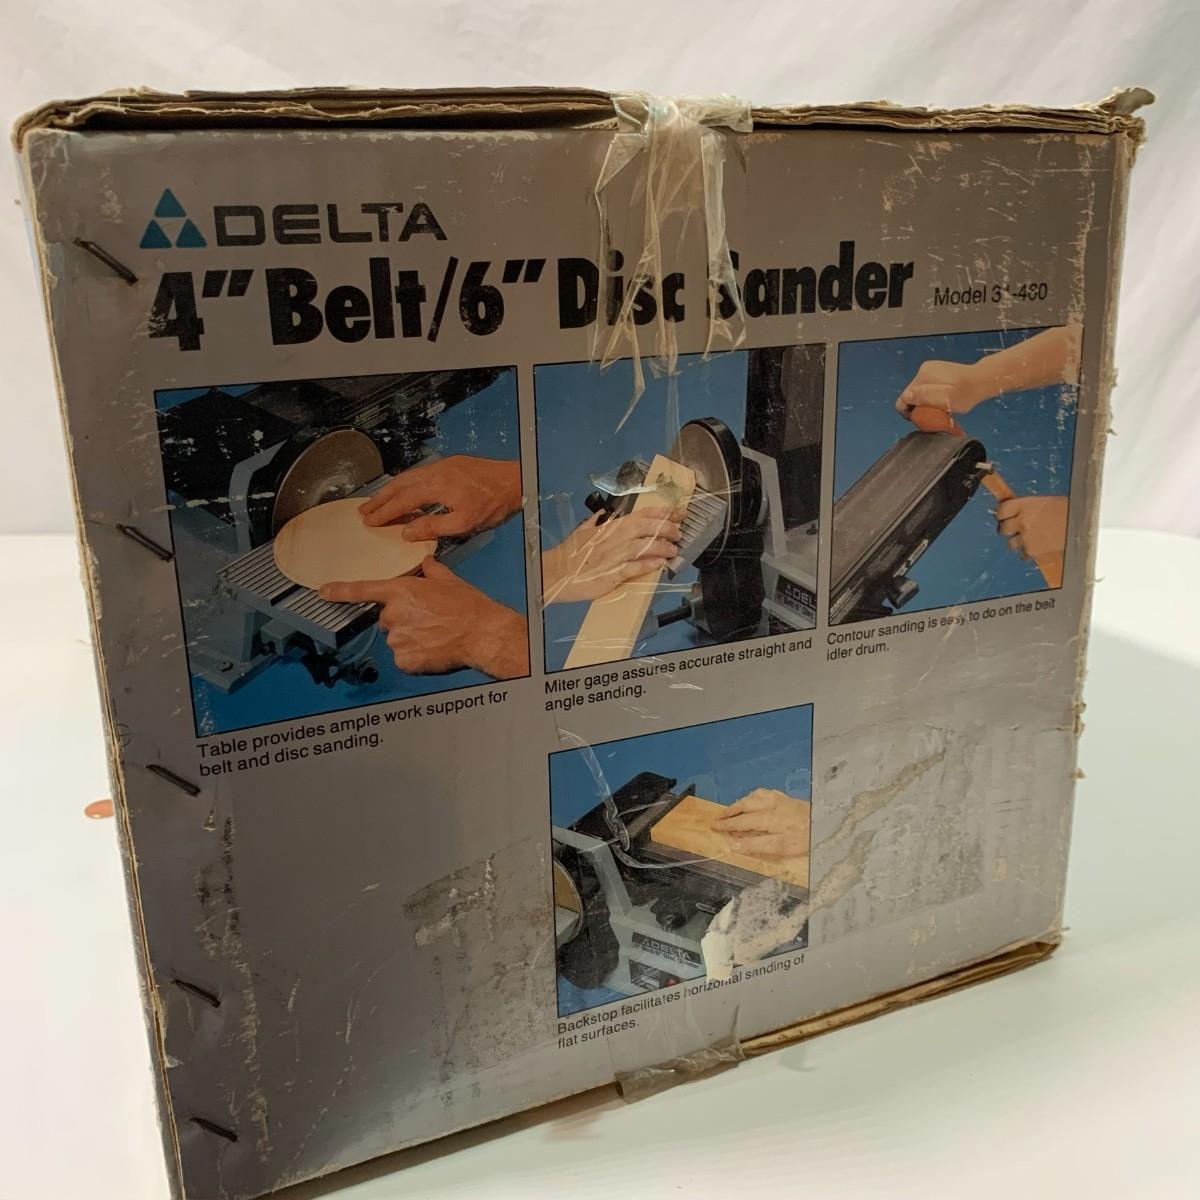 DELTA
4" Belt/6" Disc Sander
Model
Table provides ample work support for
belt and disc sanding.
Miter gage assures accurate straight and
angle sanding.
Contour sanding is easy to do on the belt
idler drum.
DELTA
Backstop facilitates horizontal sanding of
flat surfaces.